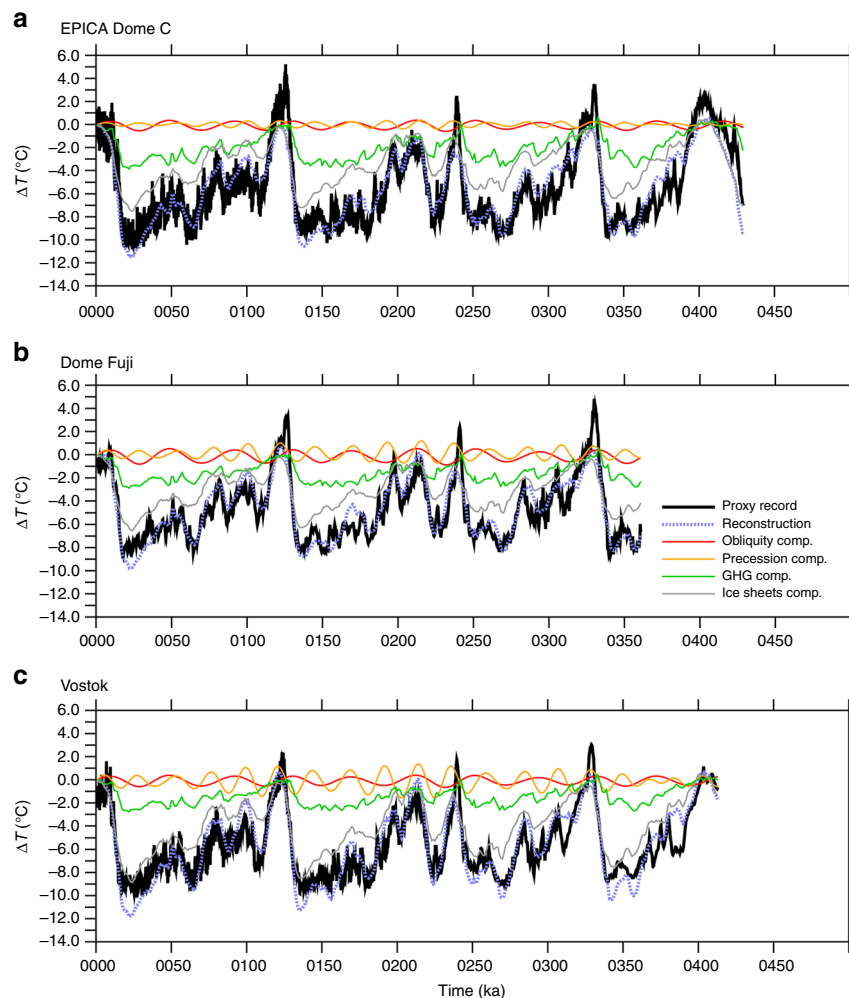 a
EPICA Dome C
6.0
4.0
2.0
0.0
−2.0
−4.0
−6.0
−8.0
−10.0
−12.0
−14.0
ΔT (°C)
0000 0050 0100 0150 0200 0250 0300 0350 0400 0450
b
Dome Fuji
6.0
4.0
2.0
0.0
−2.0
−4.0
−6.0
−8.0
−10.0
−12.0
−14.0
ΔT (°C)
Proxy record
Reconstruction
Obliquity comp.
Precession comp.
GHG comp.
Ice sheets comp.
0000 0050 0100 0150 0200 0250 0300 0350 0400 0450
c
Vostok
6.0
4.0
2.0
0.0
−2.0
−4.0
−6.0
−8.0
−10.0
−12.0
−14.0
ΔT (°C)
0000 0050 0100 0150 0200 0250 0300 0350 0400 0450
Time (ka)